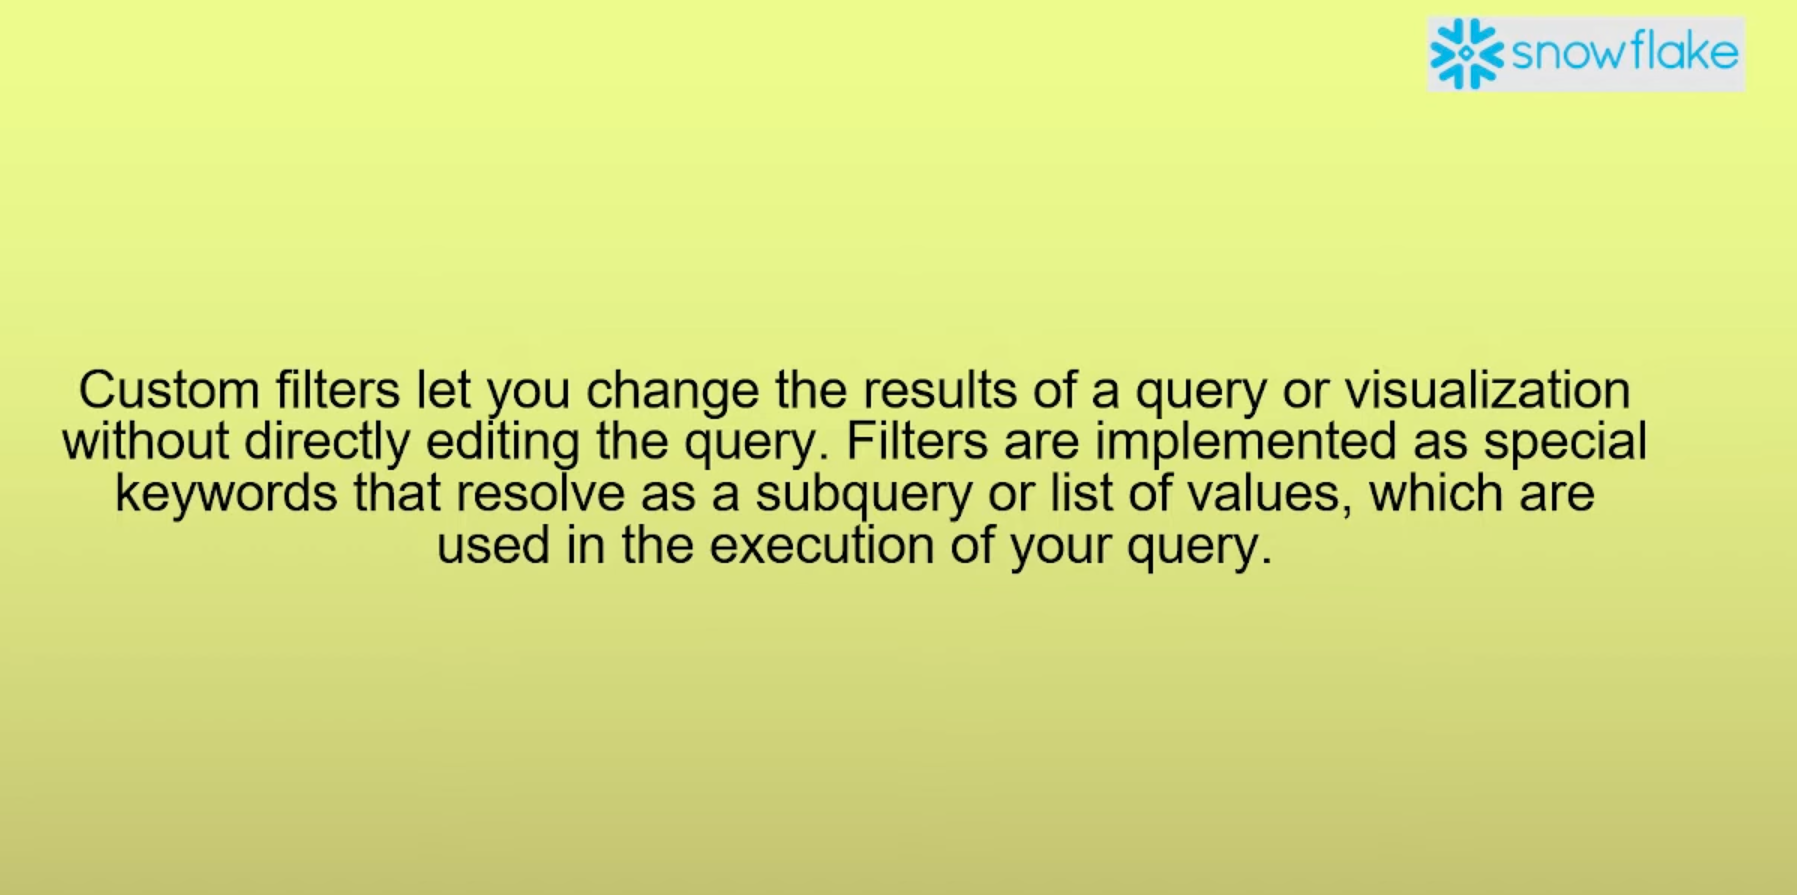 snowflake
Custom filters let you change the results of a query or visualization
without directly editing the query. Filters are implemented as special
keywords that resolve as a subquery or list of values, which are
used in the execution of your query.